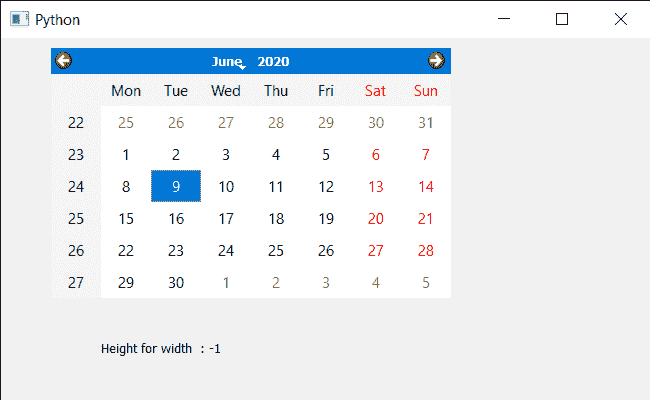 Python
June 2020
Mon Tue Wed Thu Fri Sat Sun
22 25 26 27 28 29 30 31
23 1 2 3 4 5 6 7
24 8 9 10 11 12 13 14
25 15 16 17 18 19 20 21
26 22 23 24 25 26 27 28
27 29 30 1 2 3 4 5
Height for width : -1